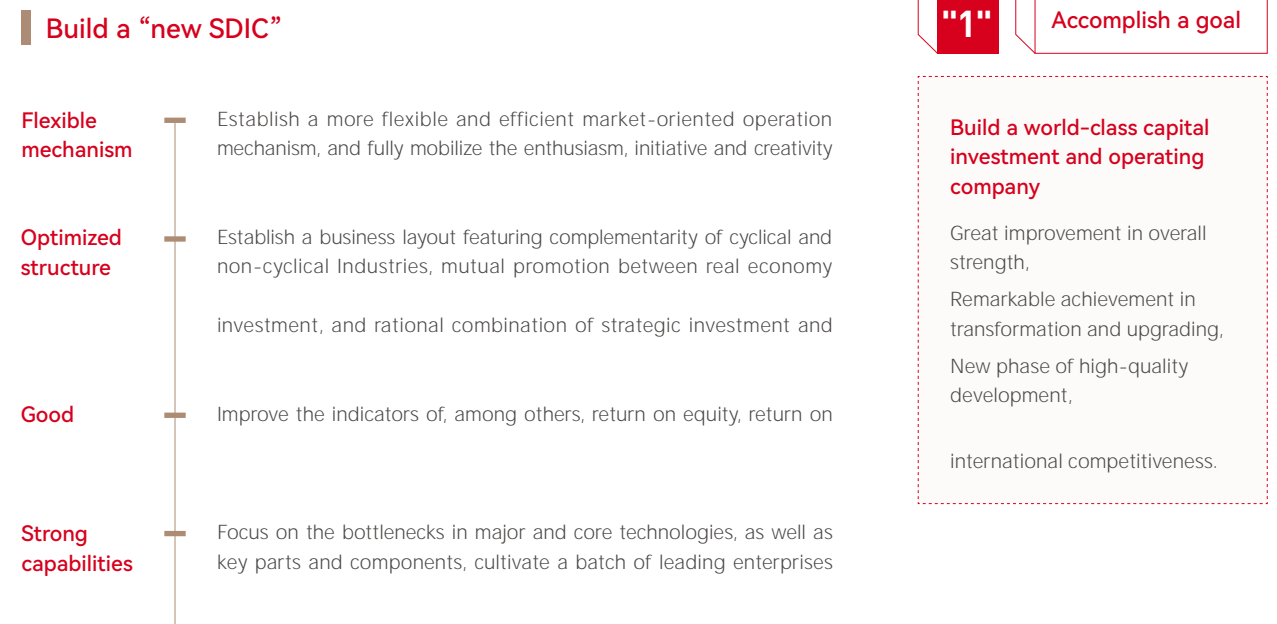 Build a “new SDIC”
Flexible
mechanism
Establish a more flexible and efficient market-oriented operation
mechanism, and fully mobilize the enthusiasm, initiative and creativity
Optimized
structure
Establish a business layout featuring complementarity of cyclical and
non-cyclical Industries, mutual promotion between real economy
investment, and rational combination of strategic investment and
Good
Improve the indicators of, among others, return on equity, return on
Strong
capabilities
Focus on the bottlenecks in major and core technologies, as well as
key parts and components, cultivate a batch of leading enterprises
"1"
Accomplish a goal
Build a world-class capital
investment and operating
company
Great improvement in overall
strength,
Remarkable achievement in
transformation and upgrading,
New phase of high-quality
development,
international competitiveness.